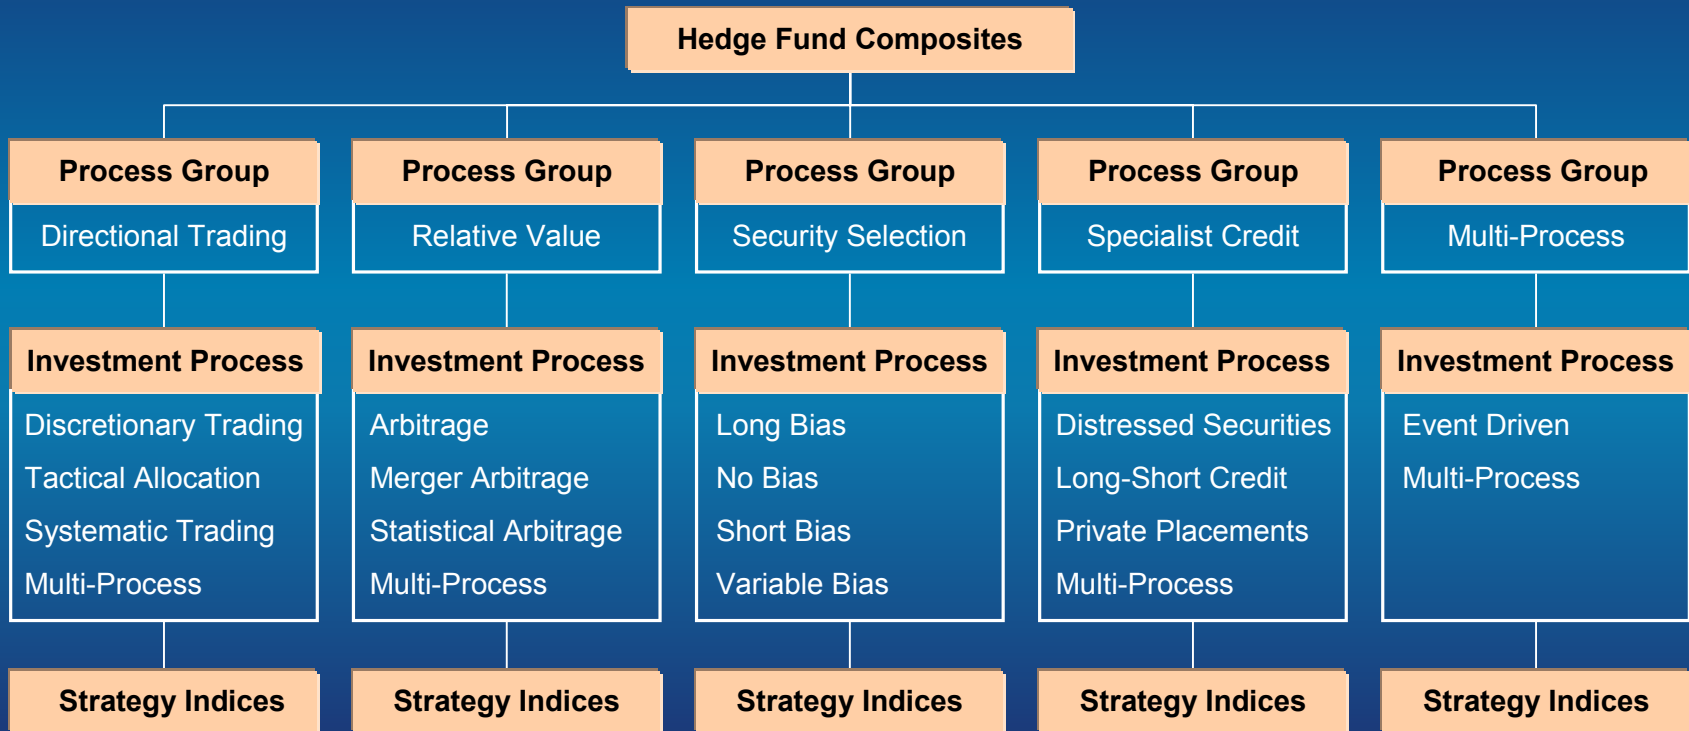 Hedge Fund Composites
Process Group
Process Group
Process Group
Process Group
Process Group
Directional Trading
Relative Value
Security Selection
Specialist Credit
Multi-Process
Investment Process
Investment Process
Investment Process
Investment Process
Investment Process
Discretionary Trading
Tactical Allocation
Systematic Trading
Multi-Process
Arbitrage
Merger Arbitrage
Statistical Arbitrage
Multi-Process
Long Bias
No Bias
Short Bias
Variable Bias
Distressed Securities
Long-Short Credit
Private Placements
Multi-Process
Event Driven
Multi-Process
Strategy Indices
Strategy Indices
Strategy Indices
Strategy Indices
Strategy Indices